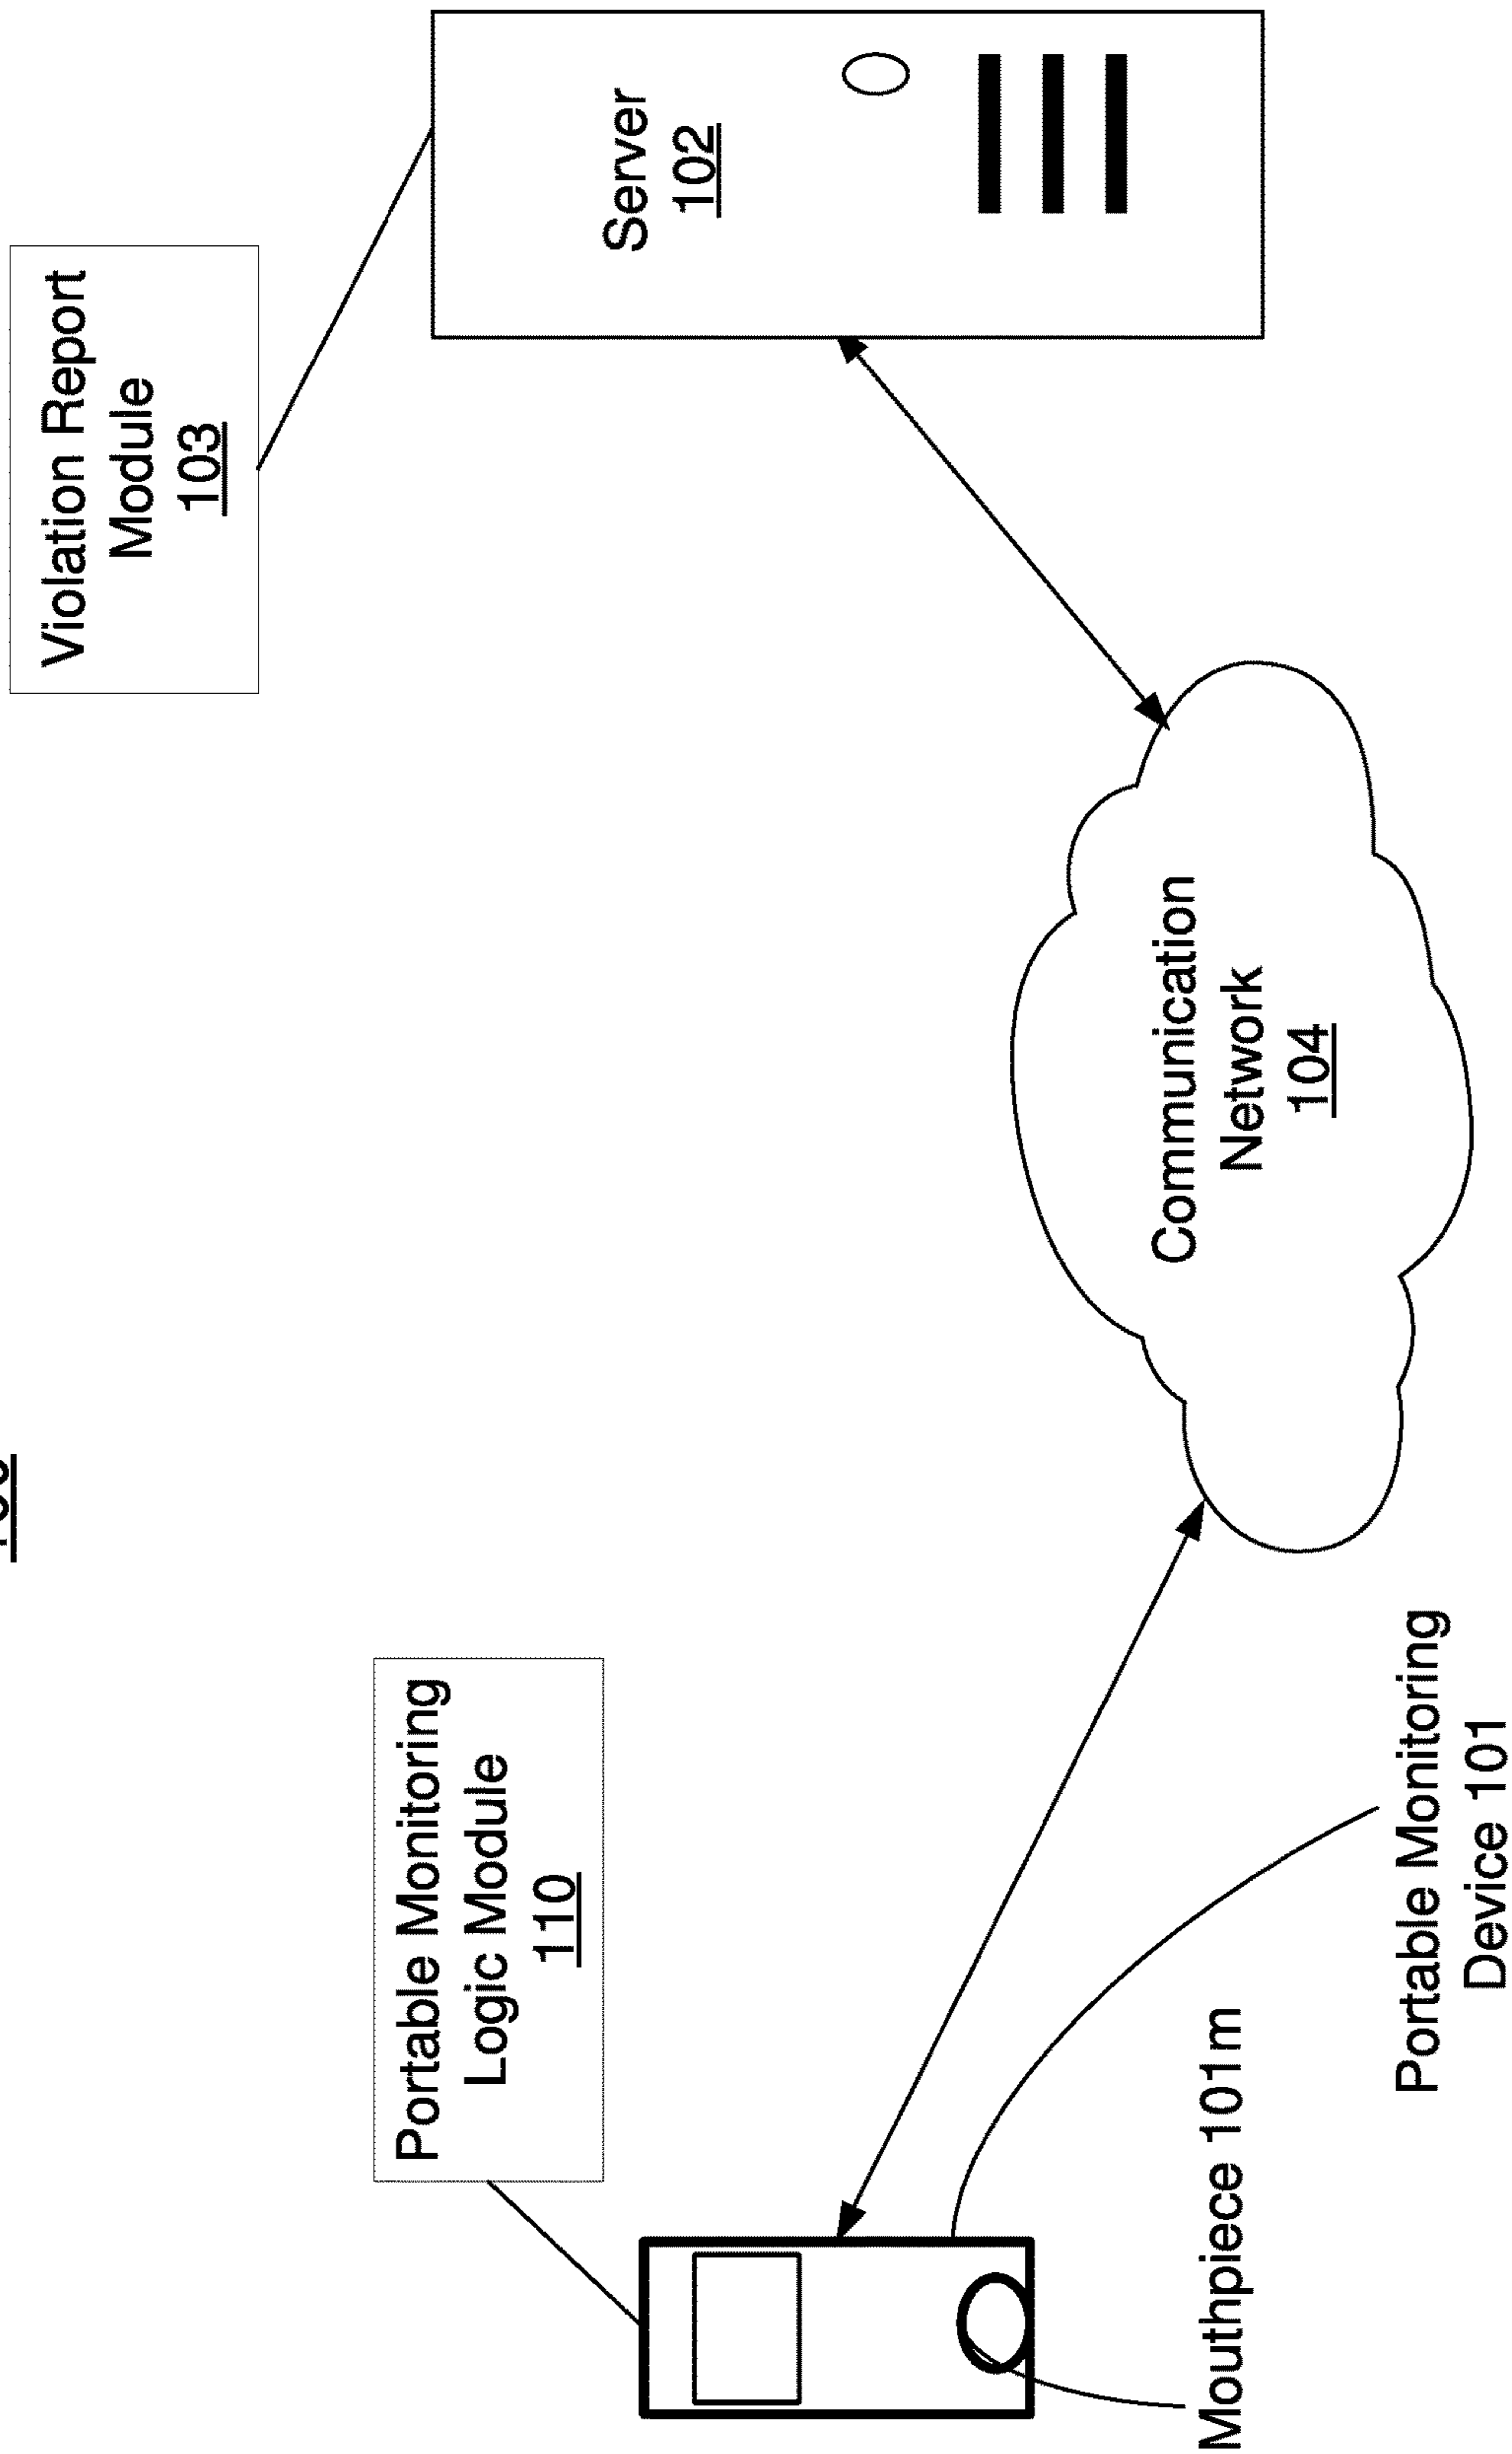 Violation Report
Module
103
Server
102
Portable Monitoring
Logic Module
110
Communication
Network
104
Mouthpiece 101m
Portable Monitoring
Device 101